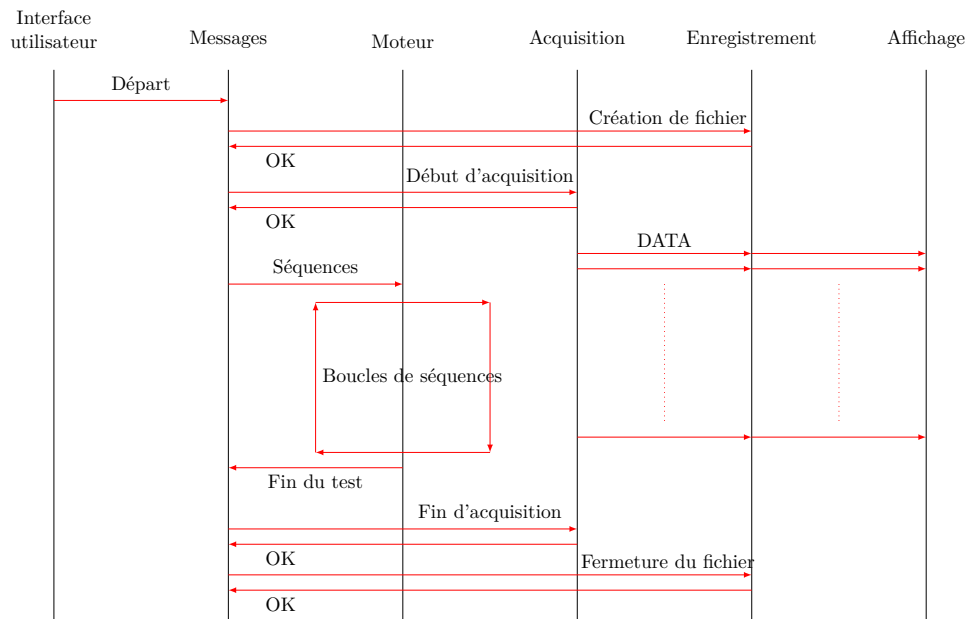 Interface
utilisateur
Messages
Moteur
Acquisition
Enregistrement
Affichage
Départ
Création de fichier
OK
Début d'acquisition
OK
DATA
Séquences
Boucles de séquences
Fin du test
Fin d'acquisition
OK
Fermeture du fichier
OK